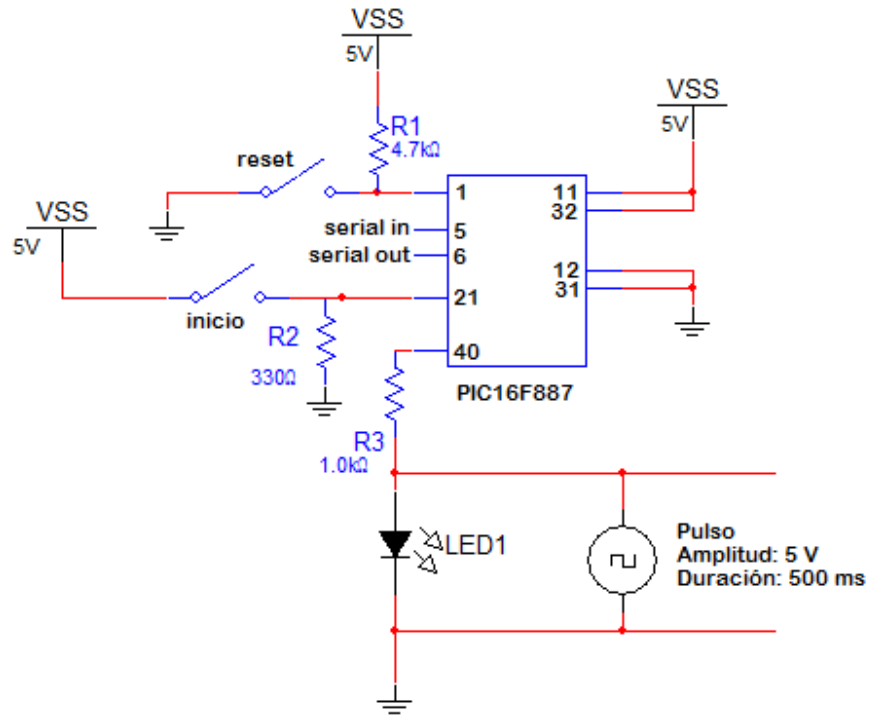 VSS
5V
R1
4.7kΩ
reset
VSS
5V
VSS
5V
serial in
serial out
inicio
R2
330Ω
1
5
6
21
40
11
32
12
31
PIC16F887
R3
1.0kΩ
LED1
Pulso
Amplitud: 5 V
Duración: 500 ms